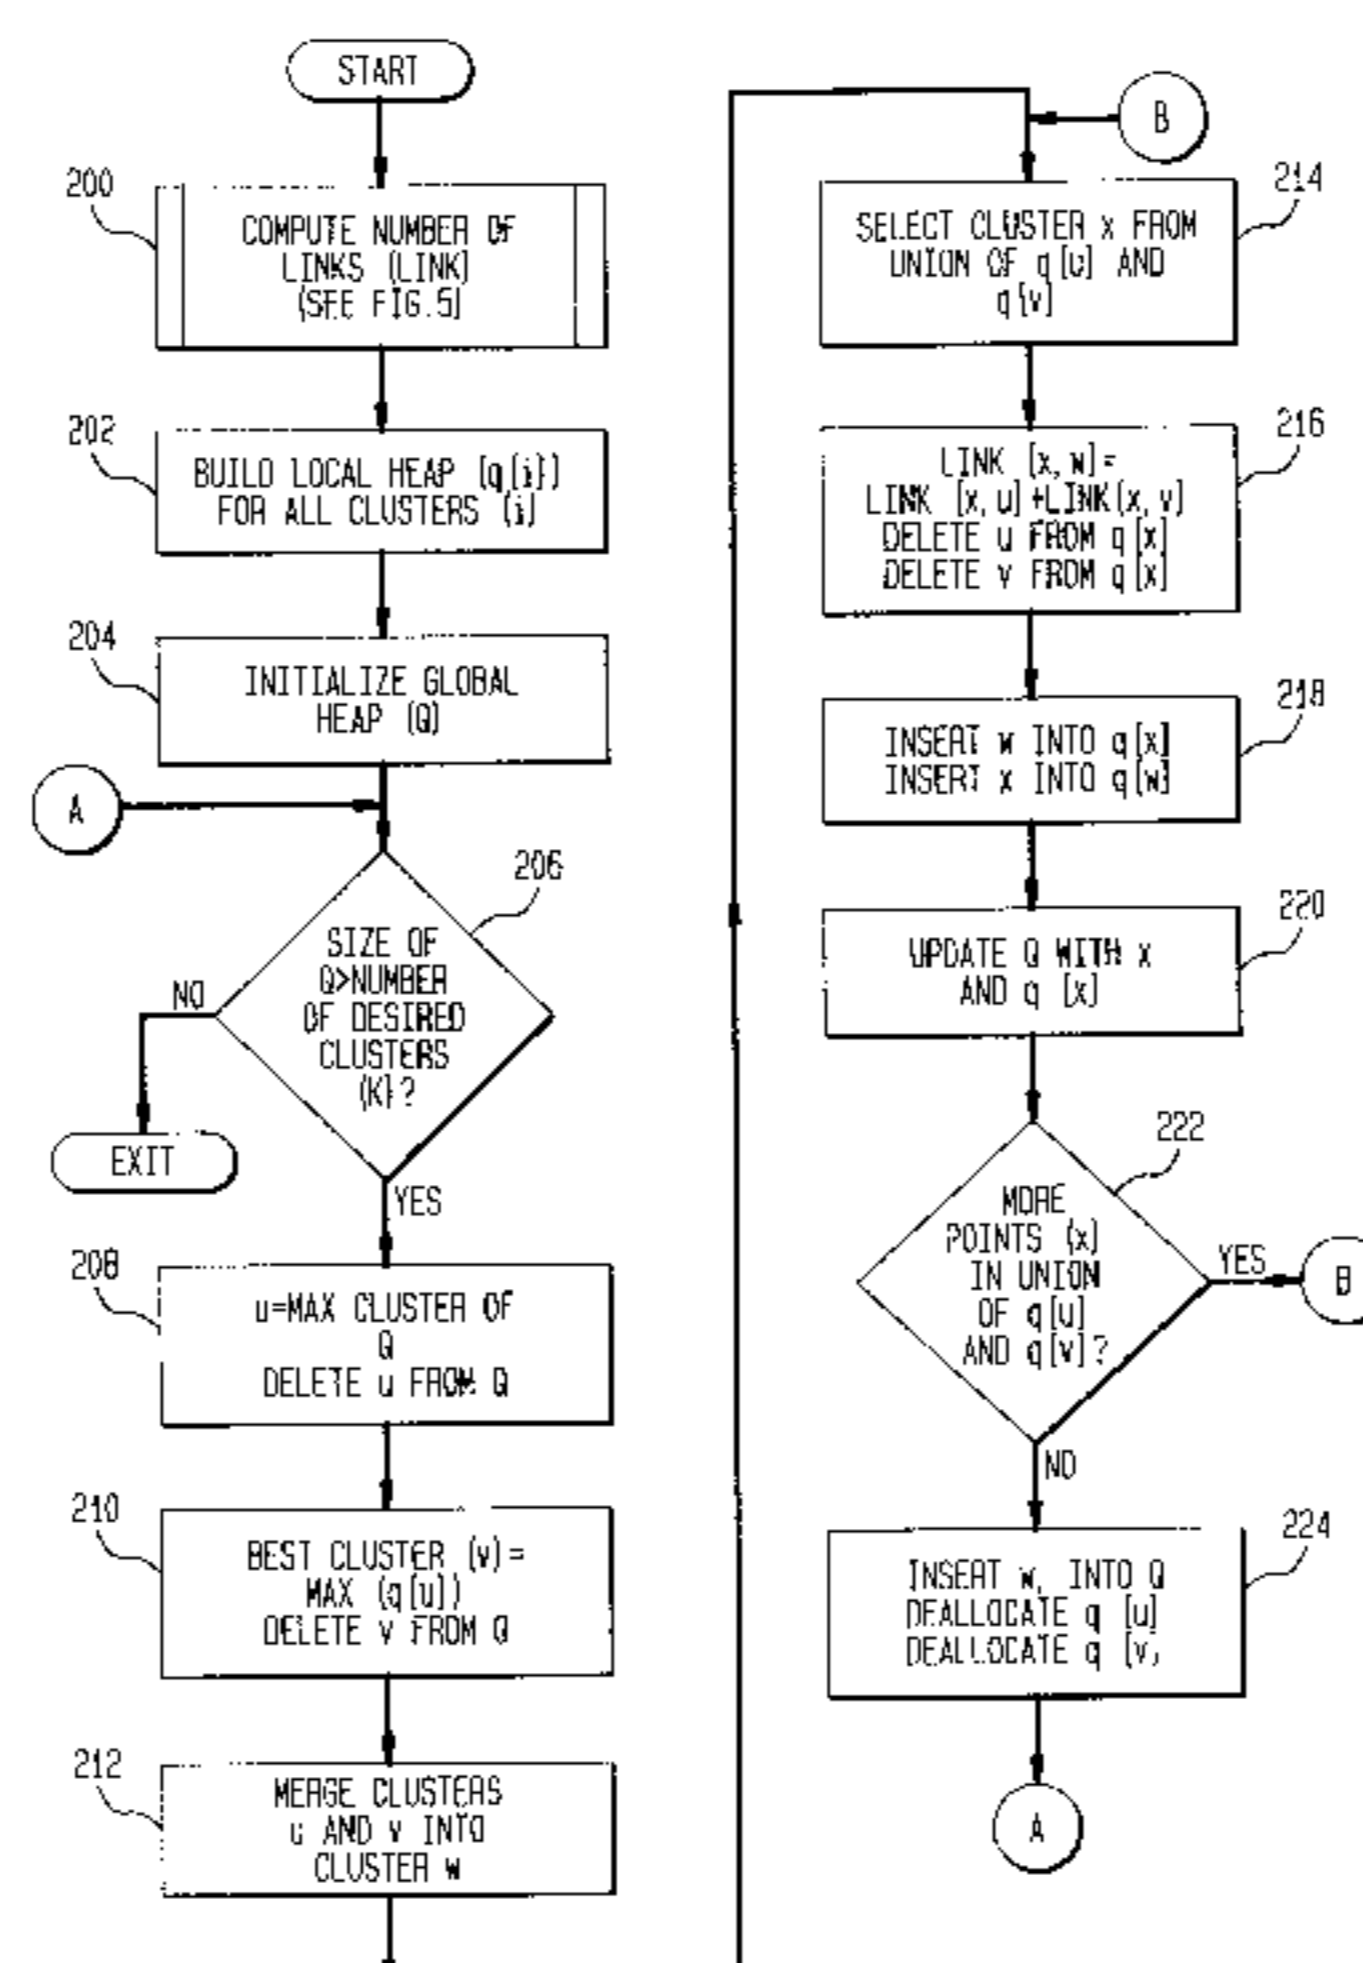 START
200
COMPUTE NUMBER OF
LINKS (LINK)
(SEE FIG.5)
202
BUILD LOCAL HEAP (q[i])
FOR ALL CLUSTERS (i)
204
INITIALIZE GLOBAL
HEAP (Q)
A
206
SIZE OF
Q>NUMBER
OF DESIRED
CLUSTERS
(K)?
NO
EXIT
YES
208
u=MAX CLUSTER OF
Q
DELETE u FROM Q
210
BEST CLUSTER (v)=
MAX (q[u])
DELETE v FROM Q
212
MERGE CLUSTERS
u AND v INTO
CLUSTER w
B
214
SELECT CLUSTER x FROM
UNION OF q[u] AND
q[v]
216
LINK [x,w]=
LINK [x,u]+LINK(x,v)
DELETE u FROM q[x]
DELETE v FROM q[x]
218
INSERT w INTO q[x]
INSERT x INTO q[w]
220
UPDATE Q WITH x
AND q [x]
222
MORE
POINTS (x)
IN UNION
OF q[u]
AND q[v]?
YES
B
NO
224
INSERT w, INTO Q
DEALLOCATE q [u]
DEALLOCATE q [v]
A